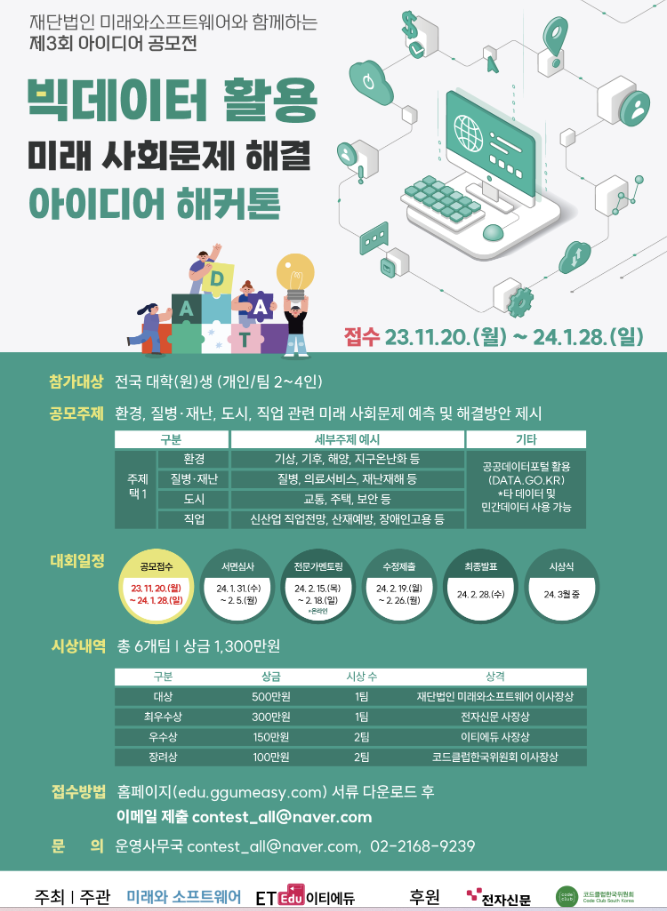 재단법인 미래와소프트웨어와 함께하는
제3회 아이디어 공모전
빅데이터 활용
미래 사회문제 해결
아이디어 해커톤
D
A A
T
접수 23.11.20.(월) ~ 24.1.28.(일)
참가대상 전국 대학(원)생 (개인/팀 2~4인)
공모주제 환경, 질병·재난, 도시, 직업 관련 미래 사회문제 예측 및 해결방안 제시
구분 세부주제 예시 기타
주제 택 1
환경 기상, 기후, 해양, 지구온난화 등
질병·재난 질병, 의료서비스, 재난재해 등
도시 교통, 주택, 보안 등
직업 신산업 직업전망, 산재예방, 장애인고용 등
공공데이터포털 활용
(DATA.GO.KR)
*타 데이터 및
민간데이터 사용 가능
대회일정
공모접수
23. 11. 20.(월)
~ 24. 1. 28.(일)
서면심사
24. 1. 31.(수)
~ 2. 5.(월)
전문가멘토링
24. 2. 15.(목)
~ 2. 18.(일)
*온라인
수정제출
24. 2. 19.(월)
~ 2. 26.(월)
최종발표
24. 2. 28.(수)
시상식
24. 3월 중
시상내역 총 6개팀 | 상금 1,300만원
구분 상금 시상 수 상격
대상 500만원 1팀 재단법인 미래와소프트웨어 이사장상
최우수상 300만원 1팀 전자신문 사장상
우수상 150만원 2팀 이티에듀 사장상
장려상 100만원 2팀 코드클럽한국위원회 이사장상
접수방법 홈페이지(edu.ggumeasy.com) 서류 다운로드 후
이메일 제출 contest_all@naver.com
문 의 운영사무국 contest_all@naver.com, 02-2168-9239
주최 | 주관 미래와 소프트웨어 ET Edu 이티에듀 후원 전자신문 코드클럽한국위원회
Code Club South Korea